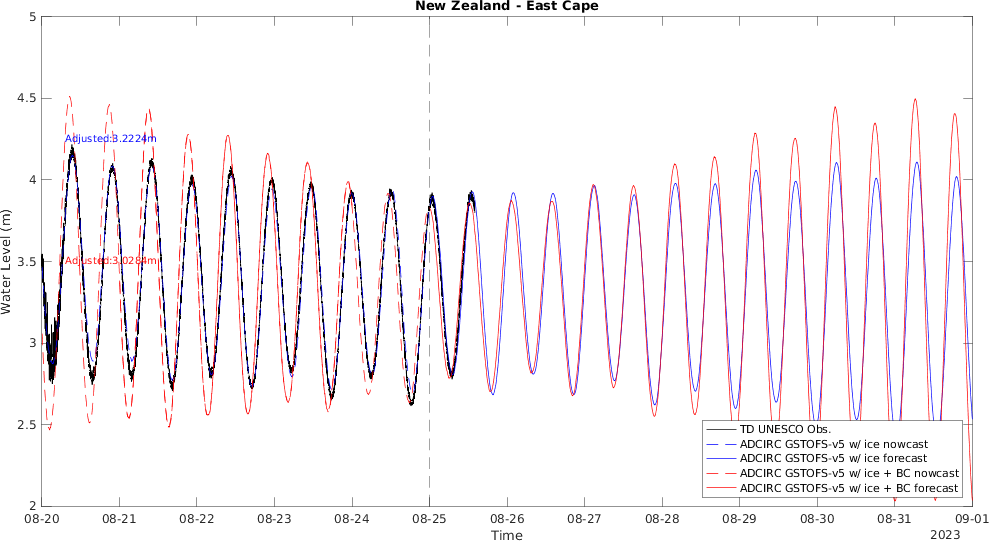 New Zealand - East Cape
5
4.5
4
3.5
3
2.5
2
Water Level (m)
Adjusted:3.2224m
Adjusted:3.0284m
TD UNESCO Obs.
ADCIRC GSTOFS-v5 w/ ice nowcast
ADCIRC GSTOFS-v5 w/ ice forecast
ADCIRC GSTOFS-v5 w/ ice + BC nowcast
ADCIRC GSTOFS-v5 w/ ice + BC forecast
08-20 08-21 08-22 08-23 08-24 08-25 08-26 08-27 08-28 08-29 08-30 08-31 09-01
Time
2023